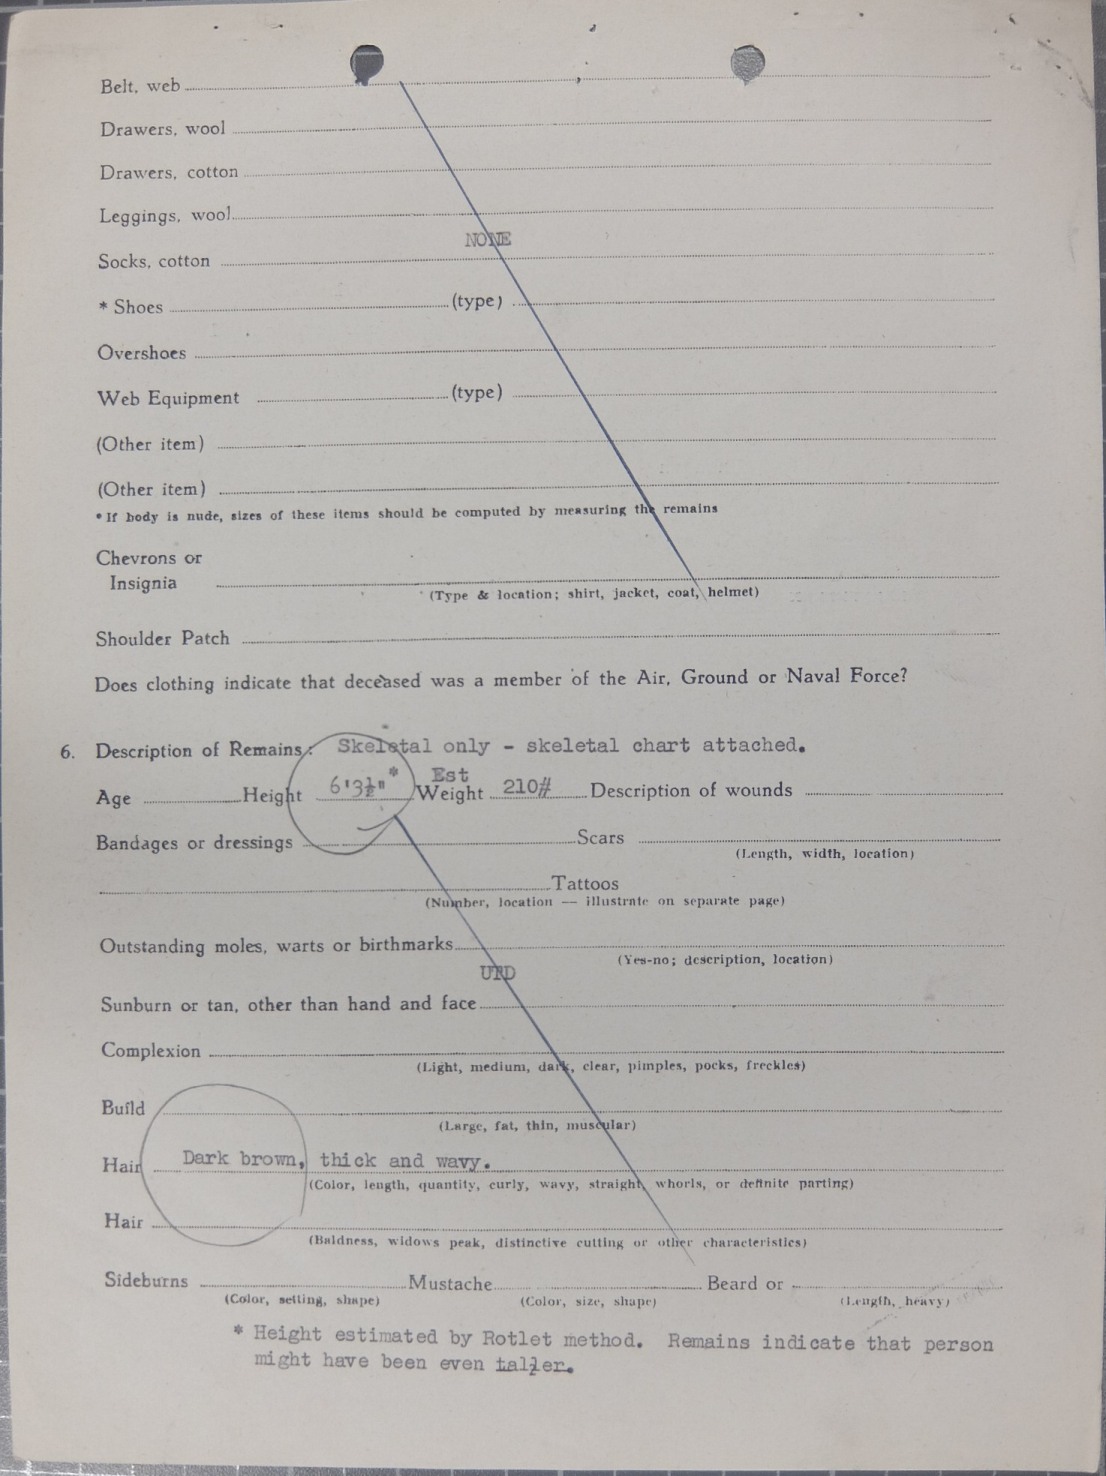 Belt, web
Drawers, wool
Drawers, cotton
Leggings, wool
NONE
Socks, cotton
* Shoes (type)
Overshoes
Web Equipment (type)
(Other item)
(Other item)
* If body is nude, sizes of these items should be computed by measuring the remains
Chevrons or
Insignia
(Type & location; shirt, jacket, coat, helmet)
Shoulder Patch
Does clothing indicate that deceased was a member of the Air, Ground or Naval Force?
6. Description of Remains: Skeletal only - skeletal chart attached.
Est
Age Height 6'3½"* Weight 210# Description of wounds
Bandages or dressings Scars
(Length, width, location)
Tattoos
(Number, location — illustrate on separate page)
Outstanding moles, warts or birthmarks
(Yes-no; description, location)
UTD
Sunburn or tan, other than hand and face
Complexion
(Light, medium, dark, clear, pimples, pocks, freckles)
Build
(Large, fat, thin, muscular)
Hair Dark brown, thick and wavy.
(Color, length, quantity, curly, wavy, straight, whorls, or definite parting)
Hair
(Baldness, widows peak, distinctive cutting or other characteristics)
Sideburns Mustache Beard or
(Color, setting, shape) (Color, size, shape) (Length, heavy)
* Height estimated by Rotlet method. Remains indicate that person
might have been even taller.